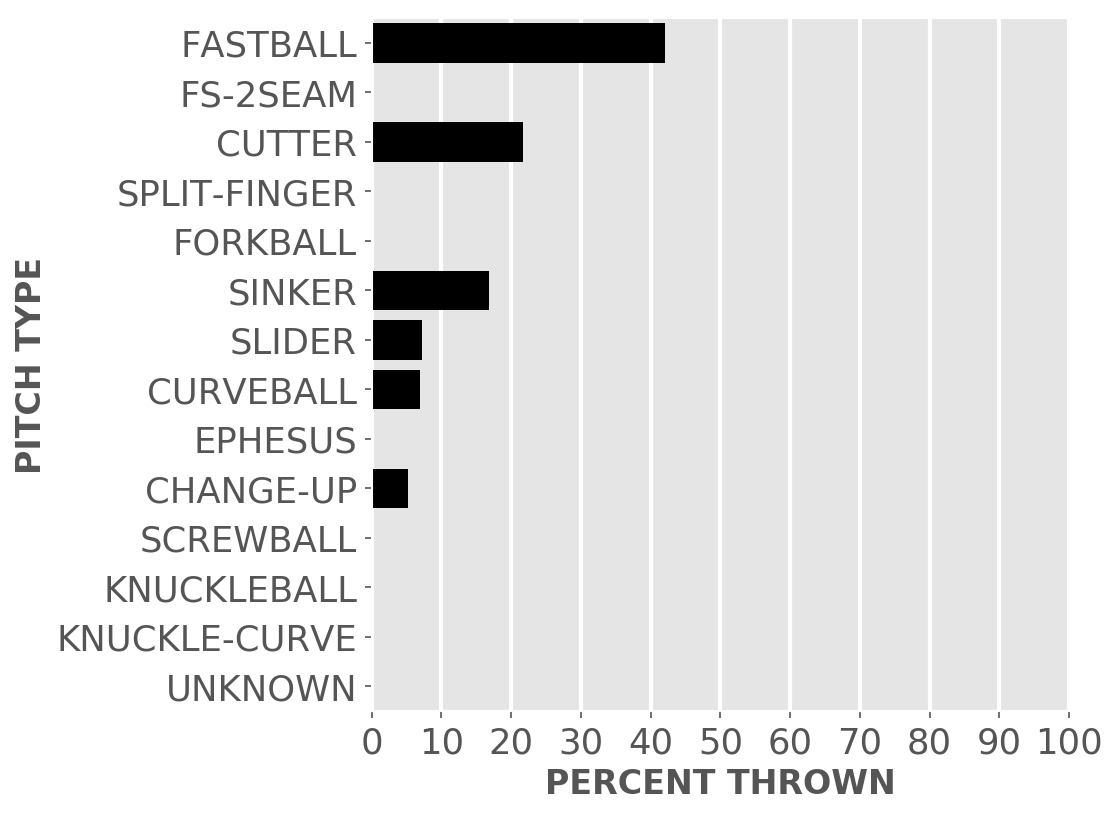 FASTBALL
FS-2SEAM
CUTTER
SPLIT-FINGER
FORKBALL
SINKER
SLIDER
CURVEBALL
EPHESUS
CHANGE-UP
SCREWBALL
KNUCKLEBALL
KNUCKLE-CURVE
UNKNOWN
PITCH TYPE
0 10 20 30 40 50 60 70 80 90 100
PERCENT THROWN